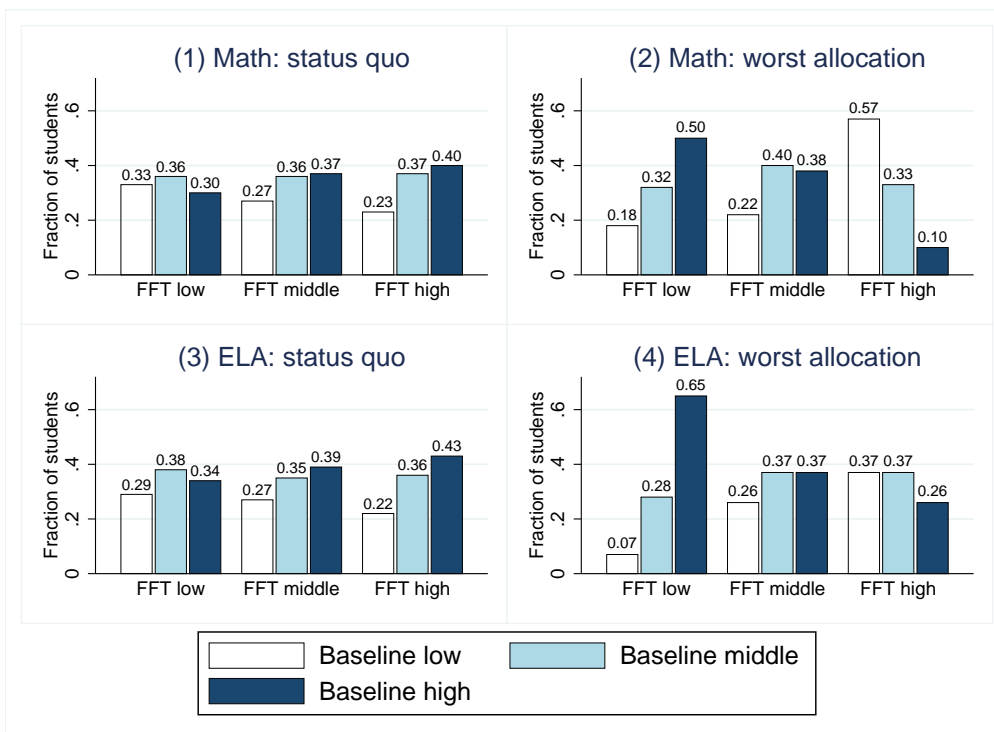 (1) Math: status quo
Fraction of students
0 .2 .4 .6
0.33 0.36 0.30 0.27 0.36 0.37 0.23 0.37 0.40
FFT low FFT middle FFT high
(2) Math: worst allocation
Fraction of students
0 .2 .4 .6
0.18 0.32 0.50 0.22 0.40 0.38 0.57 0.33 0.10
FFT low FFT middle FFT high
(3) ELA: status quo
Fraction of students
0 .2 .4 .6
0.29 0.38 0.34 0.27 0.35 0.39 0.22 0.36 0.43
FFT low FFT middle FFT high
(4) ELA: worst allocation
Fraction of students
0 .2 .4 .6
0.07 0.28 0.65 0.26 0.37 0.37 0.37 0.37 0.26
FFT low FFT middle FFT high
Baseline low Baseline middle
Baseline high